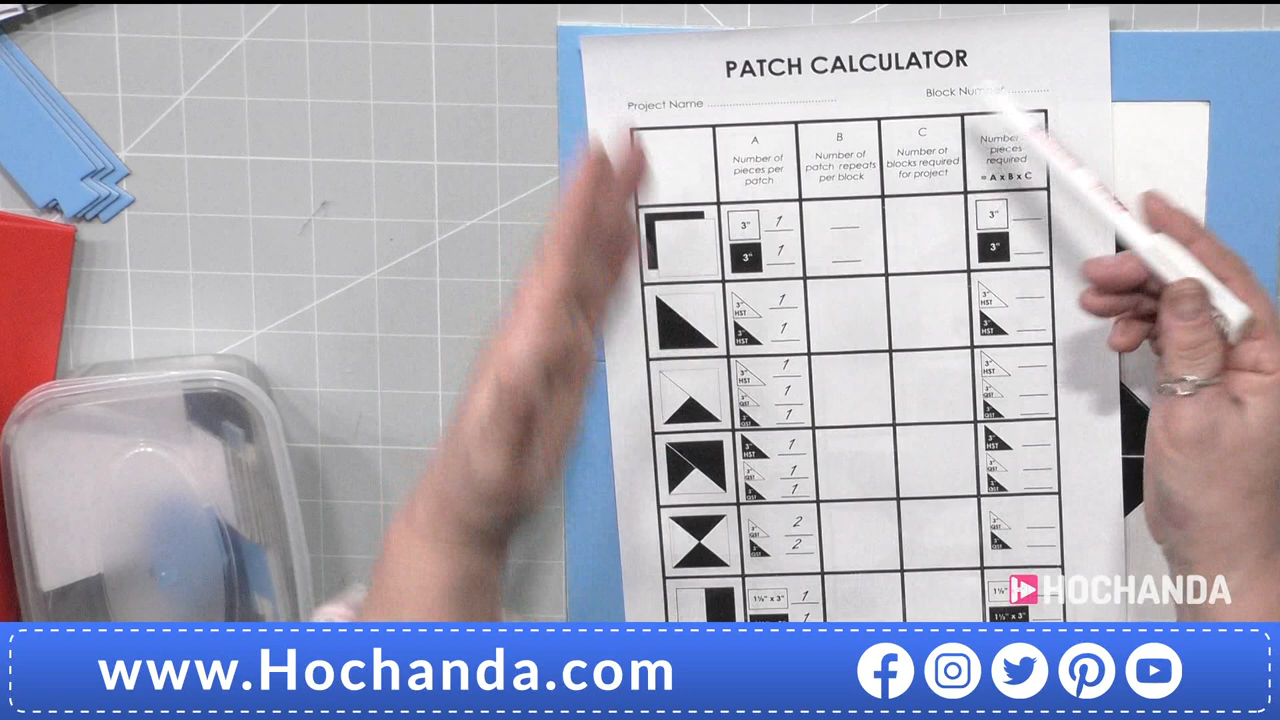 PATCH CALCULATOR
Project Name ........................................
Block Number ............
A
Number of
pieces per
patch
B
Number of
patch repeats
per block
C
Number of
blocks required
for project
Number of
pieces
required
= A x B x C
3" 1
3" 1
3"
3"
3" HST 1
3" HST 1
3" HST
3" HST
3" HST 1
3" QST 1
3" QST 1
3" HST
3" QST
3" QST
3" HST 1
3" QST 1
3" QST 1
3" HST
3" QST
3" QST
3" QST 2
3" QST 2
3" QST
3" QST
1½" x 3" 1
1
1½"
1½" x 3"
HOCHANDA
www.Hochanda.com